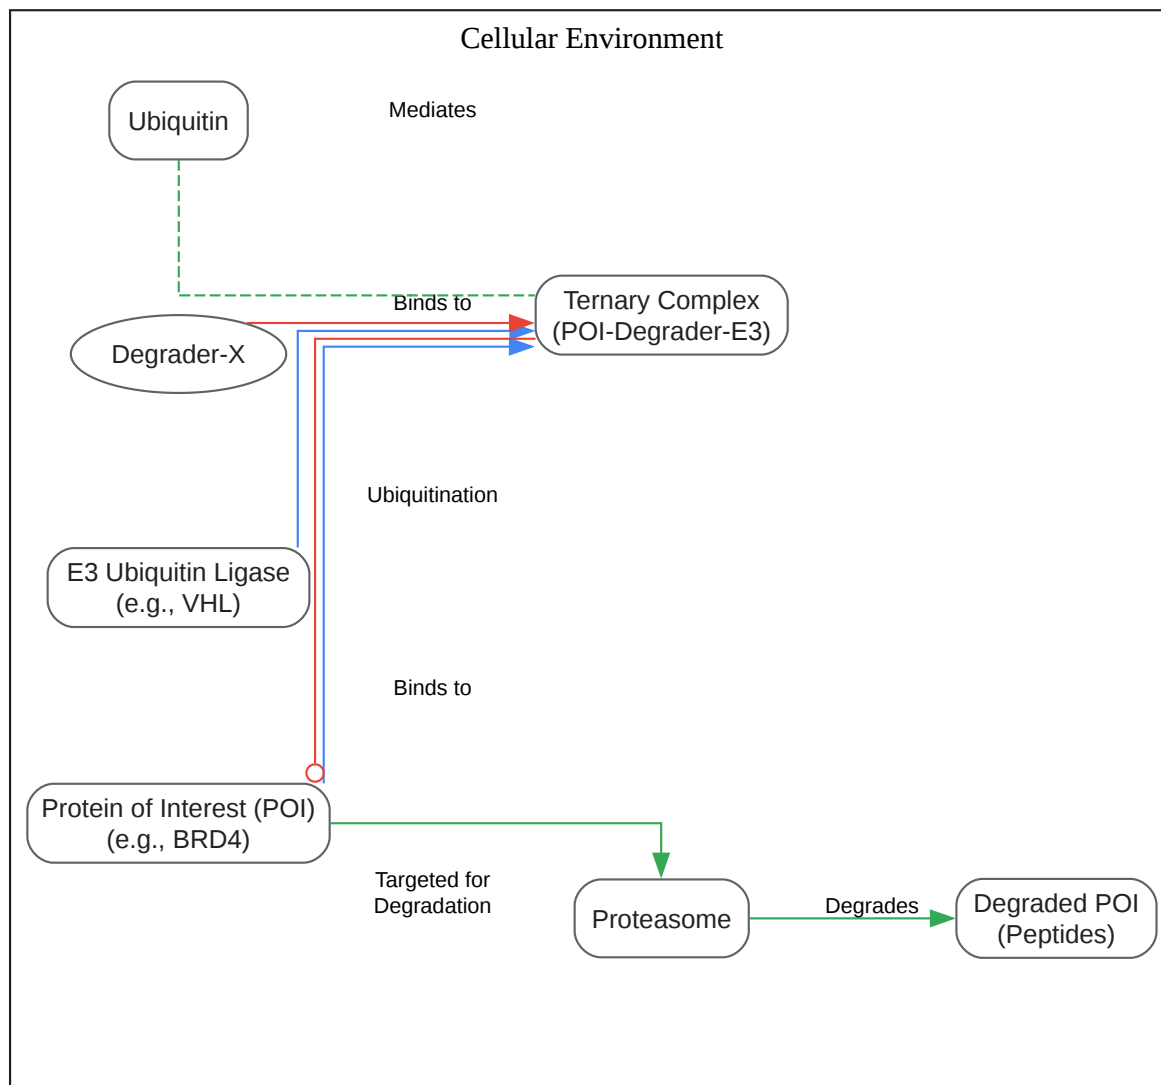 Cellular Environment
Ubiquitin
Mediates
Binds to
Ternary Complex
(POI-Degrader-E3)
Degrader-X
Ubiquitination
E3 Ubiquitin Ligase
(e.g., VHL)
Binds to
Protein of Interest (POI)
(e.g., BRD4)
Targeted for
Degradation
Proteasome
Degrades
Degraded POI
(Peptides)